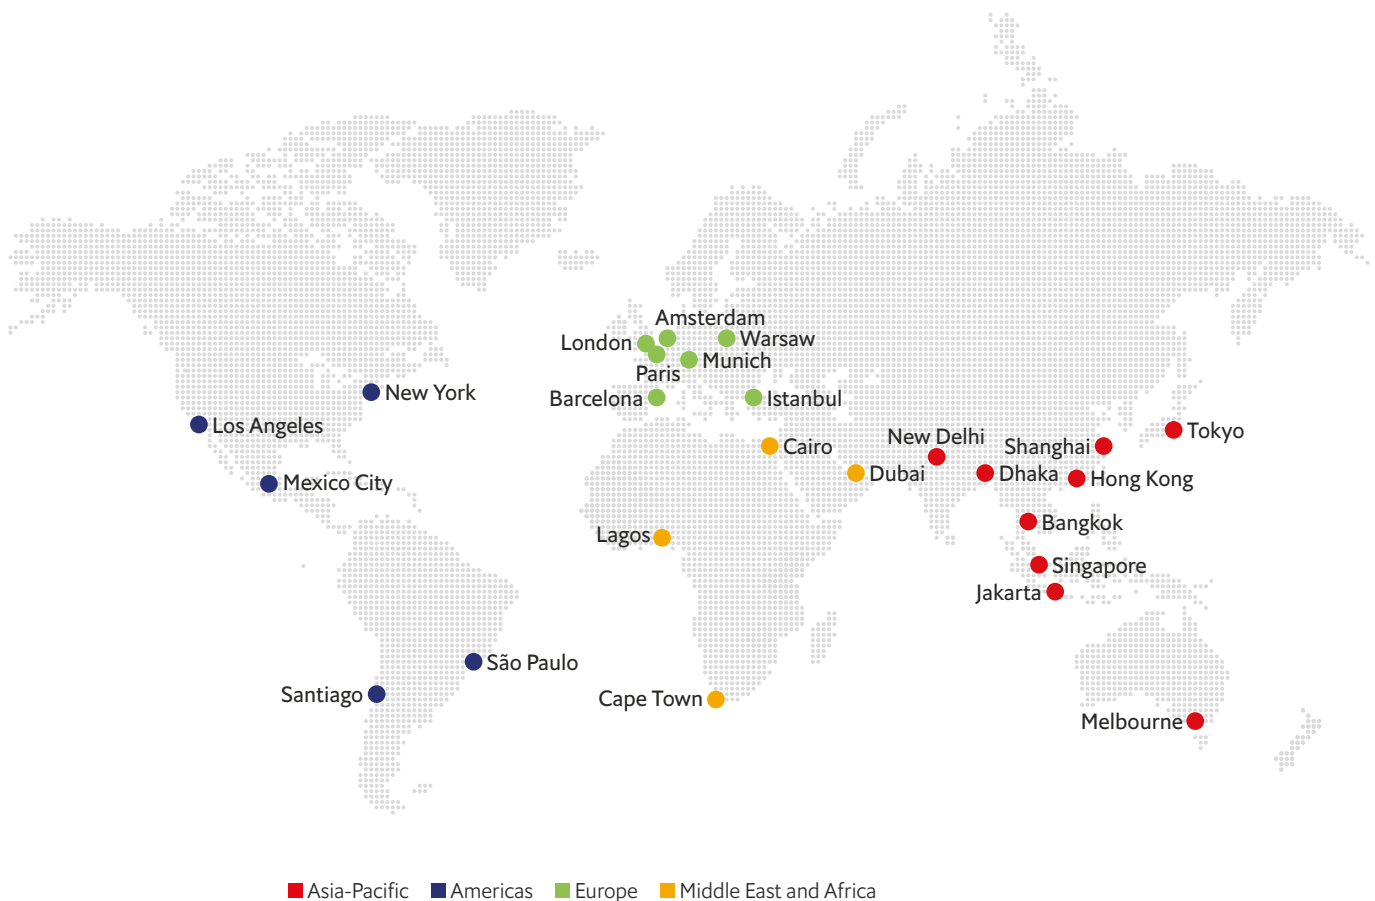 Amsterdam
London
Warsaw
Paris
Munich
New York
Barcelona
Istanbul
Los Angeles
New Delhi
Tokyo
Cairo
Shanghai
Dubai
Dhaka
Hong Kong
Mexico City
Bangkok
Lagos
Singapore
Jakarta
São Paulo
Santiago
Cape Town
Melbourne
Asia-Pacific
Americas
Europe
Middle East and Africa